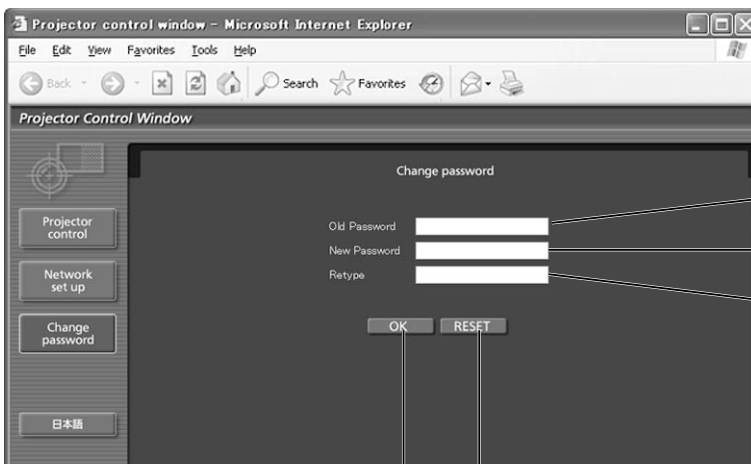 Projector control window - Microsoft Internet Explorer
File Edit View Favorites Tools Help
Back Search Favorites
Projector Control Window
Change password
Projector
control
Old Password
New Password
Retype
Network
set up
OK RESET
Change
password
日本語